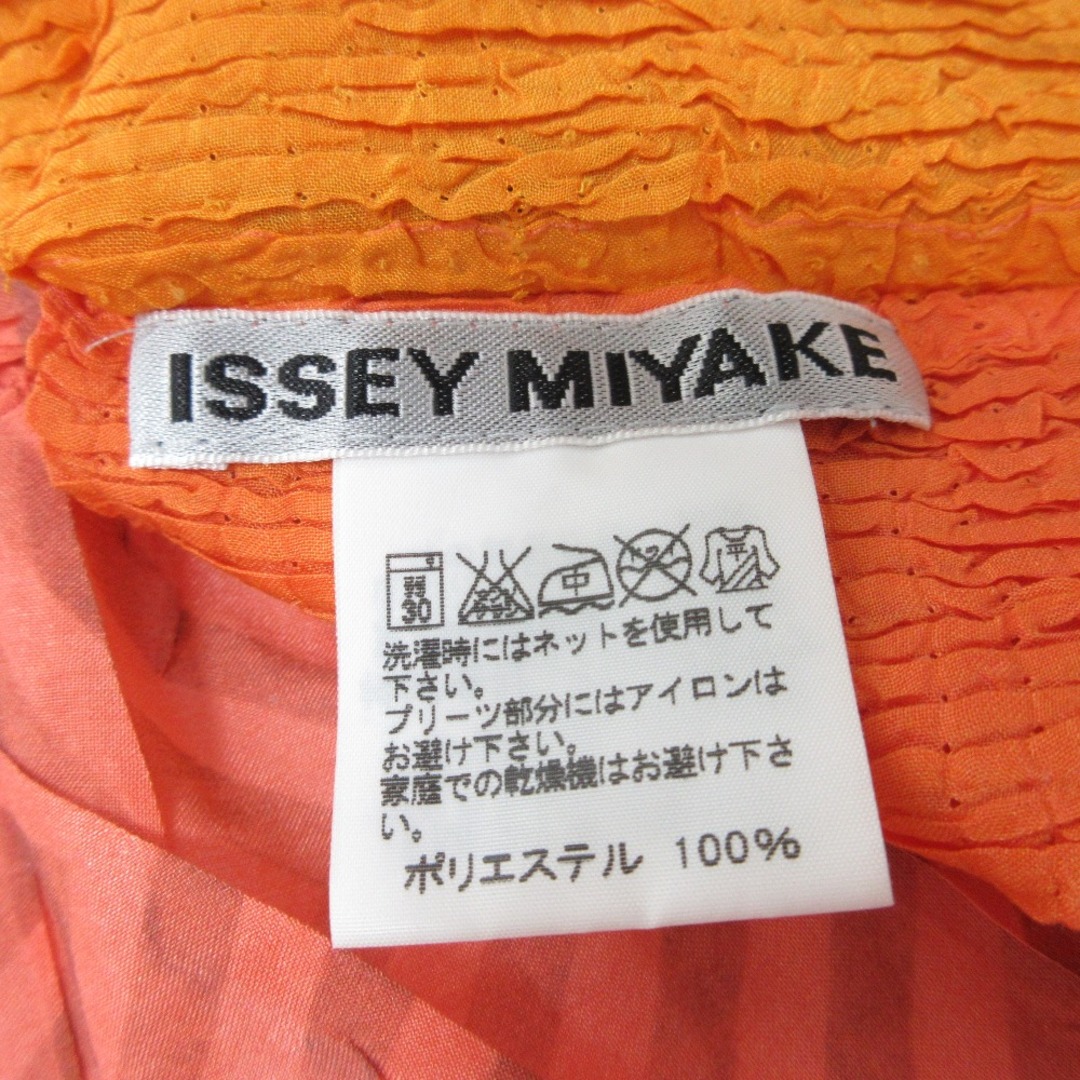 ISSEY MIYAKE
30
中
平
洗濯時にはネットを使用して
下さい。
プリーツ部分にはアイロンは
お避け下さい。
家庭での乾燥機はお避け下さ
い。
ポリエステル 100%